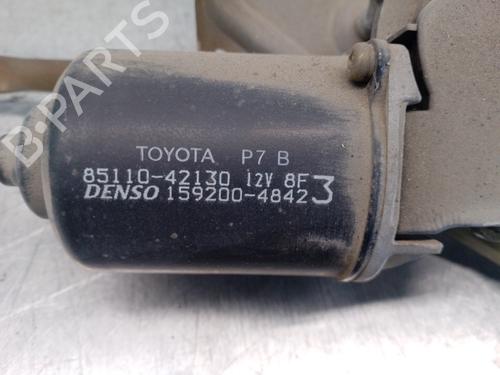 B-PARTS
TOYOTA P7 B
85110-42130 12V 8F 3
DENSO 159200-4842